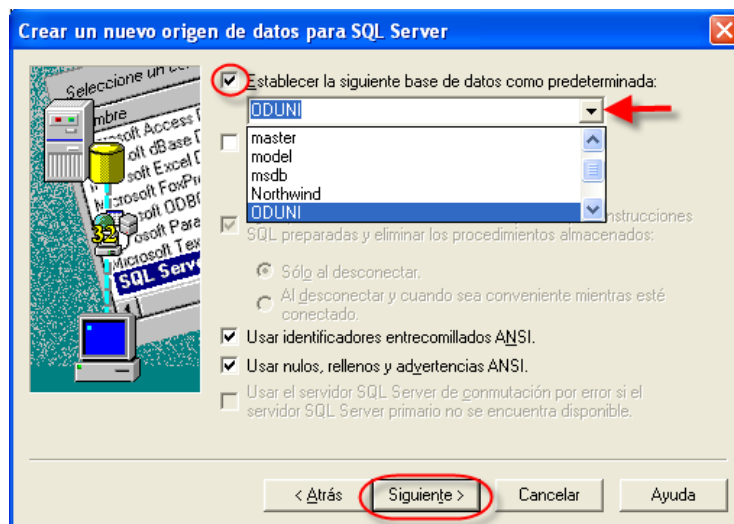 Crear un nuevo origen de datos para SQL Server
Seleccione un
mbre
rosoft Access
oft dBase
soft Excel
rosoft FoxPr
soft ODB
osoft Para
Microsoft Tex
SQL Serv
32
Establecer la siguiente base de datos como predeterminada:
ODUNI
master
model
msdb
Northwind
ODUNI
nstrucciones
SQL preparadas y eliminar los procedimientos almacenados:
Sólo al desconectar.
Al desconectar y cuando sea conveniente mientras esté
conectado.
Usar identificadores entrecomillados ANSI.
Usar nulos, rellenos y advertencias ANSI.
Usar el servidor SQL Server de conmutación por error si el
servidor SQL Server primario no se encuentra disponible.
< Atrás
Siguiente >
Cancelar
Ayuda